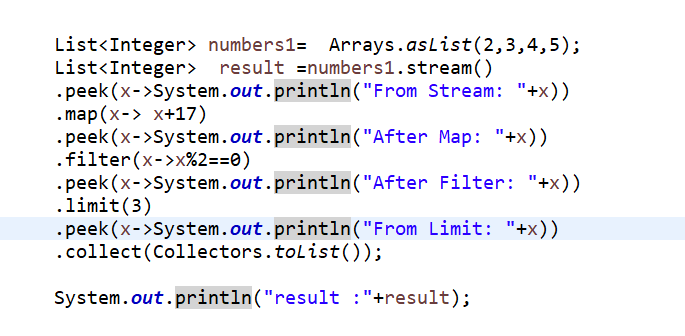 List<Integer> numbers1=  Arrays.asList(2,3,4,5);
List<Integer>  result =numbers1.stream()
.peek(x->System.out.println("From Stream: "+x))
.map(x-> x+17)
.peek(x->System.out.println("After Map: "+x))
.filter(x->x%2==0)
.peek(x->System.out.println("After Filter: "+x))
.limit(3)
.peek(x->System.out.println("From Limit: "+x))
.collect(Collectors.toList());
System.out.println("result :"+result);